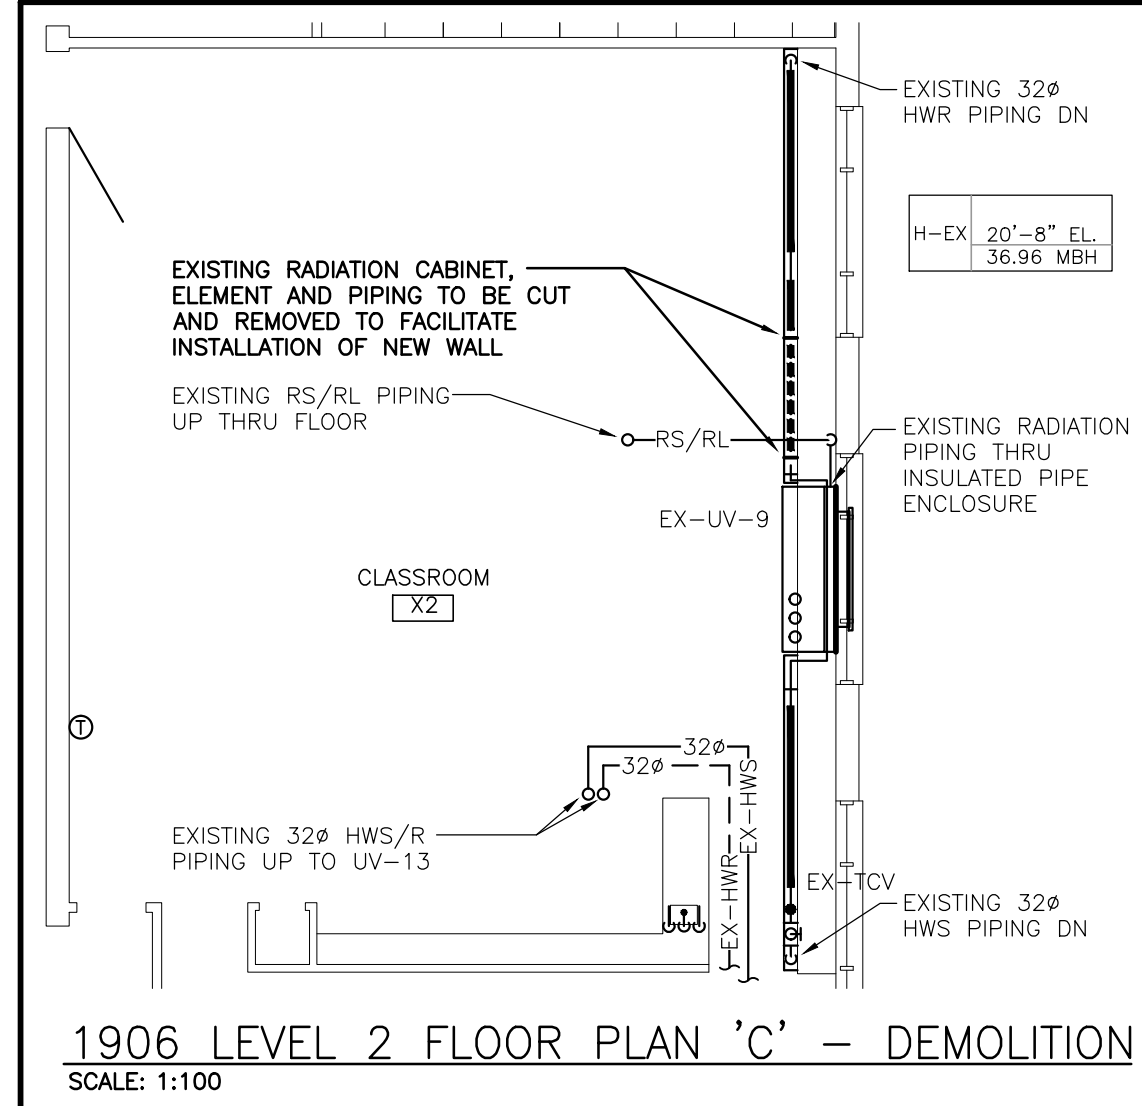 EXISTING 32ø
HWR PIPING DN
H-EX
20'-8" EL.
36.96 MBH
EXISTING RADIATION CABINET,
ELEMENT AND PIPING TO BE CUT
AND REMOVED TO FACILITATE
INSTALLATION OF NEW WALL
EXISTING RS/RL PIPING
UP THRU FLOOR
RS/RL
EXISTING RADIATION
PIPING THRU
INSULATED PIPE
ENCLOSURE
EX-UV-9
CLASSROOM
X2
T
32ø
32ø
EX-HWS
EX-HWR
EXISTING 32ø HWS/R
PIPING UP TO UV-13
EX-TCV
EXISTING 32ø
HWS PIPING DN
1906 LEVEL 2 FLOOR PLAN 'C' - DEMOLITION
SCALE: 1:100